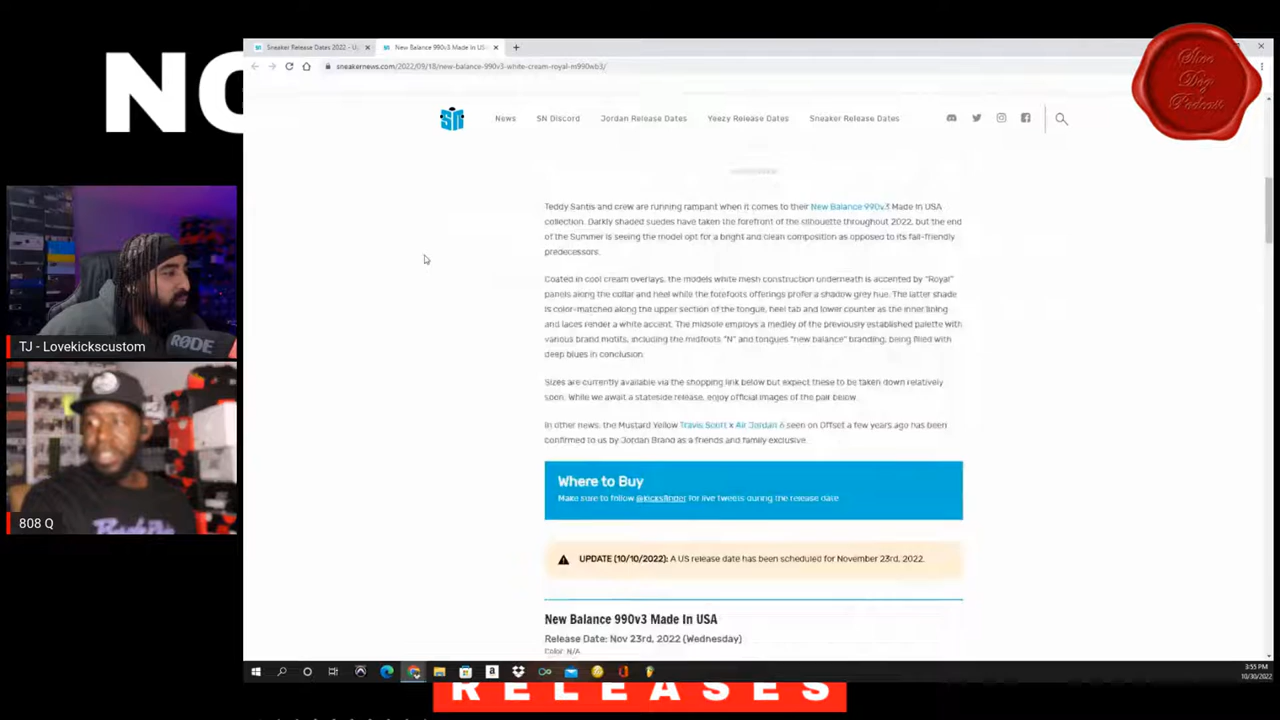 NO
Shoe
Dog
Podcast
Sneaker Release Dates 2022 - U
New Balance 990v3 Made In US
sneakernews.com/2022/09/18/new-balance-990v3-white-cream-royal-m990wb3/
SN
News
SN Discord
Jordan Release Dates
Yeezy Release Dates
Sneaker Release Dates
Teddy Santis and crew are running rampant when it comes to their New Balance 990v3 Made In USA
collection. Darkly shaded suedes have taken the forefront of the silhouette throughout 2022, but the end
of the Summer is seeing the model opt for a bright and clean composition as opposed to its fall-friendly
predecessors.
Coated in cool cream overlays, the models white mesh construction underneath is accented by "Royal"
panels along the collar and heel while the forefoots offerings profer a shadow grey hue. The latter shade
is color-matched along the upper section of the tongue, heel tab and lower counter as the inner lining
and laces render a white accent. The midsole employs a medley of the previously established palette with
various brand motifs, including the midfoots "N" and tongues "new balance" branding, being filled with
deep blues in conclusion.
Sizes are currently available via the shopping link below but expect these to be taken down relatively
soon. While we await a stateside release, enjoy official images of the pair below.
In other news, the Mustard Yellow Travis Scott x Air Jordan 6 seen on Offset a few years ago has been
confirmed to us by Jordan Brand as a friends and family exclusive.
Where to Buy
Make sure to follow @kicksfinder for live tweets during the release date
UPDATE (10/10/2022): A US release date has been scheduled for November 23rd, 2022.
New Balance 990v3 Made In USA
Release Date: Nov 23rd, 2022 (Wednesday)
Color: N/A
RØDE
TJ - Lovekickscustom
808 Q
3:55 PM
10/30/2022
RELEASES